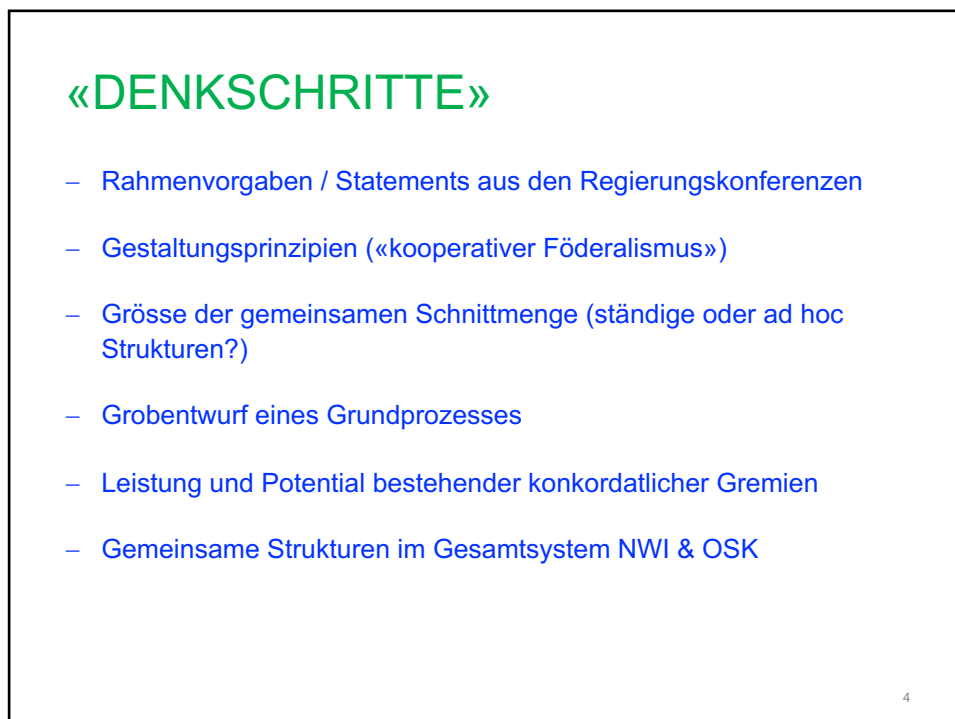 «DENKSCHRITTE»
– Rahmenvorgaben / Statements aus den Regierungskonferenzen
– Gestaltungsprinzipien («kooperativer Föderalismus»)
– Grösse der gemeinsamen Schnittmenge (ständige oder ad hoc
Strukturen?)
– Grobentwurf eines Grundprozesses
– Leistung und Potential bestehender konkordatlicher Gremien
– Gemeinsame Strukturen im Gesamtsystem NWI & OSK
4